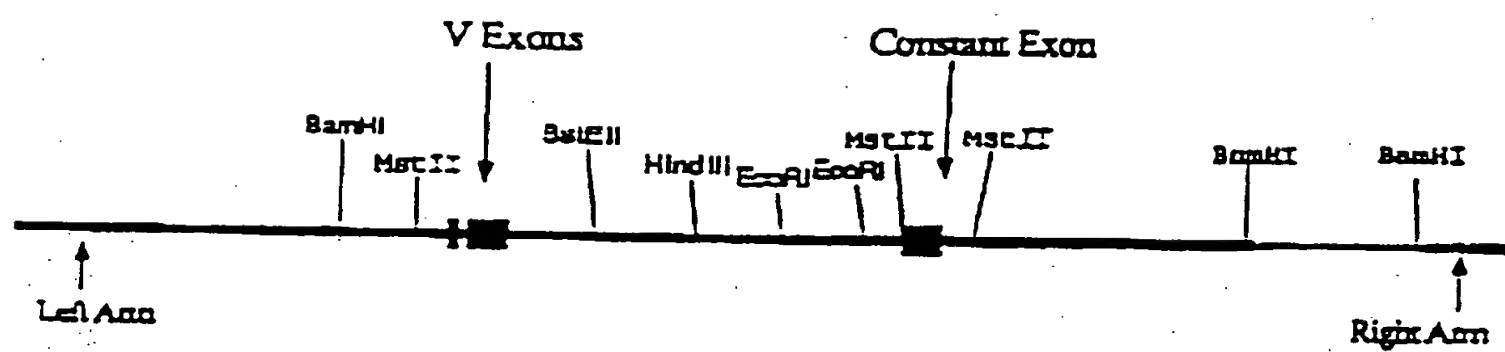 V Exons
Constant Exon
BamHI
MstII
BstEII
HindIII
EcoRI
EcoRI
MstII
MstII
BamHI
BamHI
Left Arm
Right Arm